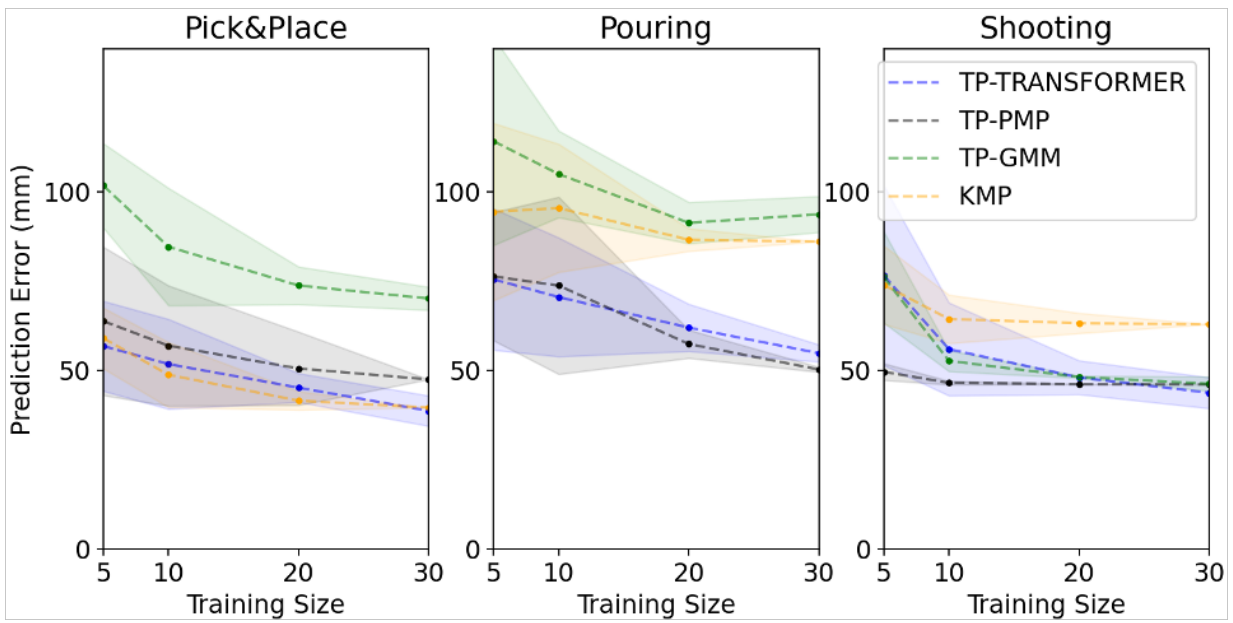 Pick&Place
Pouring
Shooting
Prediction Error (mm)
100
50
0
5 10 20 30
Training Size
100
50
0
5 10 20 30
Training Size
100
50
0
5 10 20 30
Training Size
TP-TRANSFORMER
TP-PMP
TP-GMM
KMP